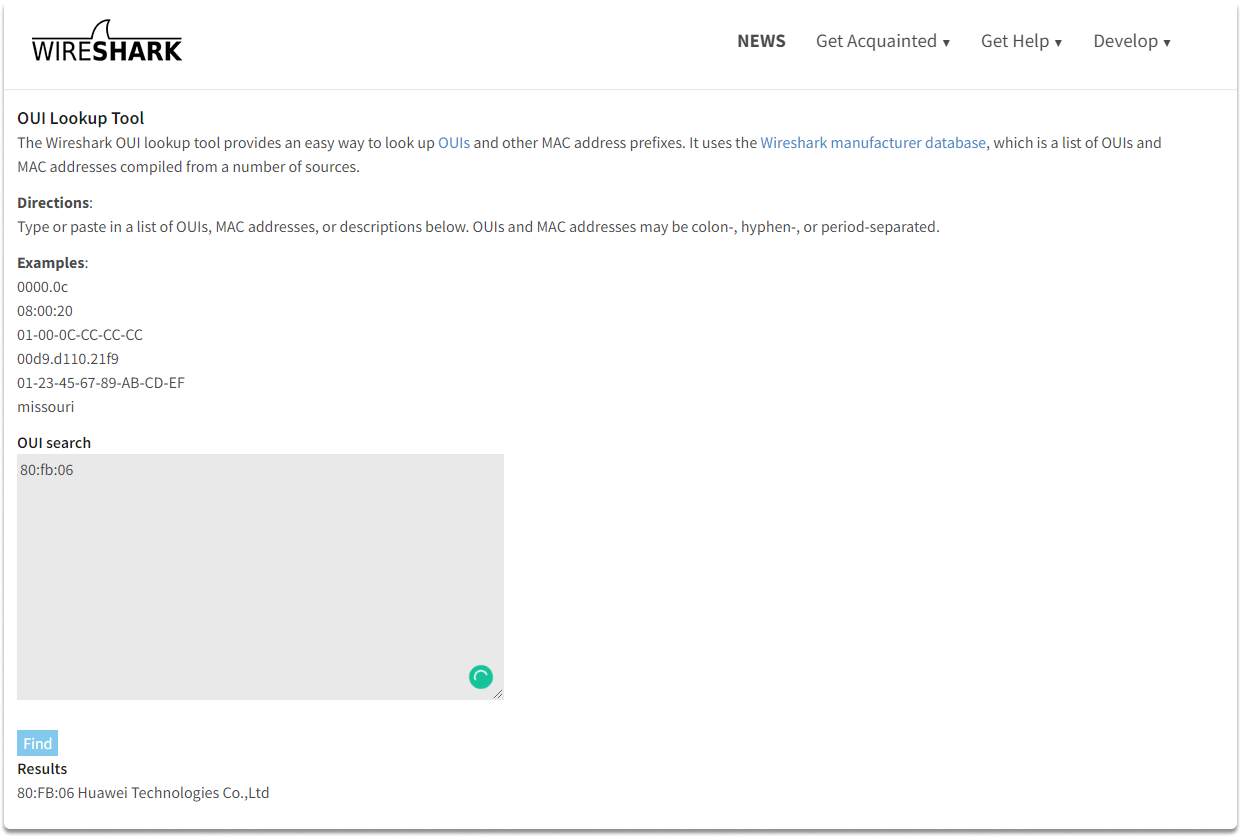 WIRESHARK
NEWS Get Acquainted ▾ Get Help ▾ Develop ▾
OUI Lookup Tool
The Wireshark OUI lookup tool provides an easy way to look up OUIs and other MAC address prefixes. It uses the Wireshark manufacturer database, which is a list of OUIs and
MAC addresses compiled from a number of sources.
Directions:
Type or paste in a list of OUIs, MAC addresses, or descriptions below. OUIs and MAC addresses may be colon-, hyphen-, or period-separated.
Examples:
0000.0c
08:00:20
01-00-0C-CC-CC-CC
00d9.d110.21f9
01-23-45-67-89-AB-CD-EF
missouri
OUI search
80:fb:06
Find
Results
80:FB:06 Huawei Technologies Co.,Ltd